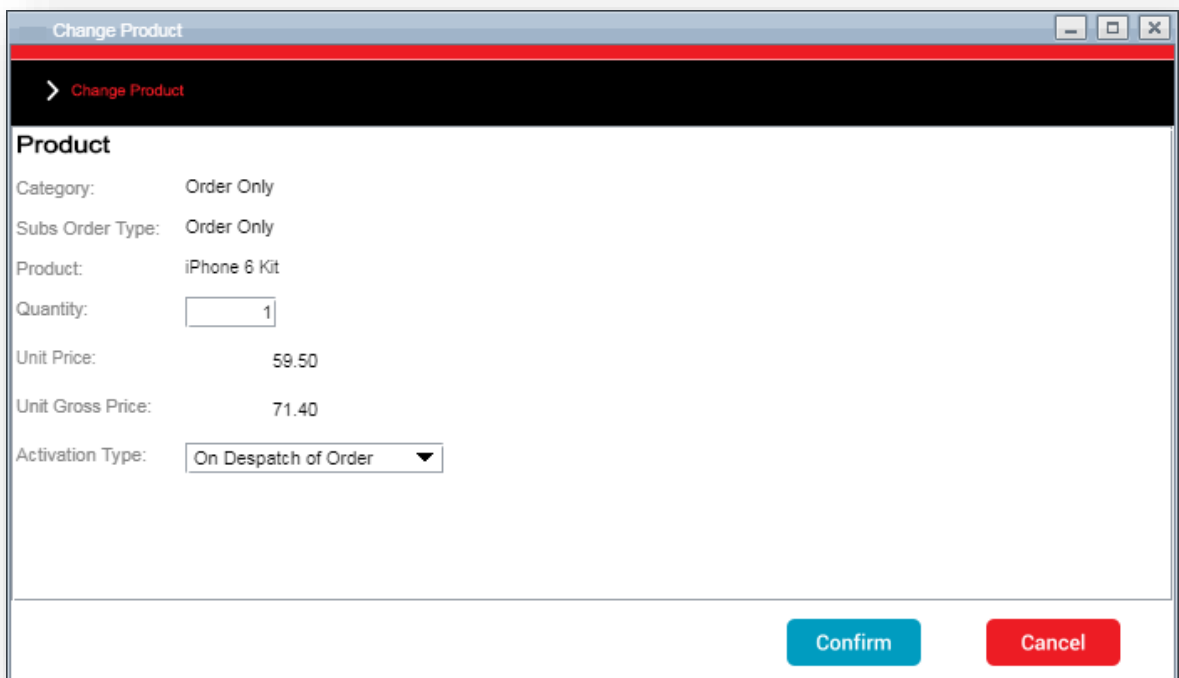 Change Product
Change Product
Product
Category: Order Only
Subs Order Type: Order Only
Product: iPhone 6 Kit
Quantity: 1
Unit Price: 59.50
Unit Gross Price: 71.40
Activation Type: On Despatch of Order
Confirm Cancel